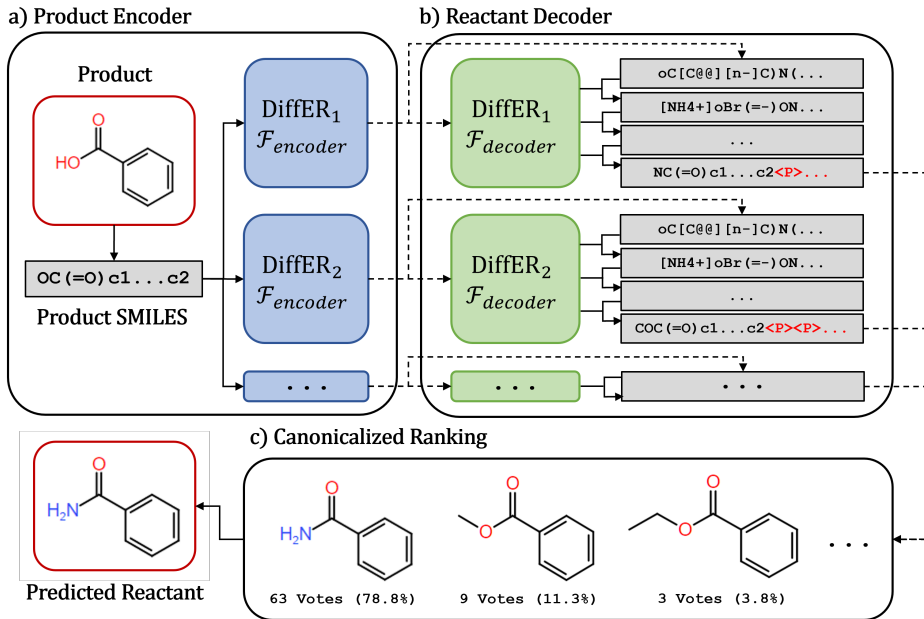 a) Product Encoder
Product
O
HO
OC(=O)c1...c2
Product SMILES
DiffER1
ℱencoder
DiffER2
ℱencoder
...
b) Reactant Decoder
DiffER1
ℱdecoder
oC[C@@][n-]C)N(...
[NH4+]oBr(=-)ON...
...
NC(=O)c1...c2<P>...
DiffER2
ℱdecoder
oC[C@@][n-]C)N(...
[NH4+]oBr(=-)ON...
...
COC(=O)c1...c2<P><P>...
...
...
c) Canonicalized Ranking
O
H2N
63 Votes (78.8%)
O
O
9 Votes (11.3%)
O
O
3 Votes (3.8%)
...
O
H2N
Predicted Reactant